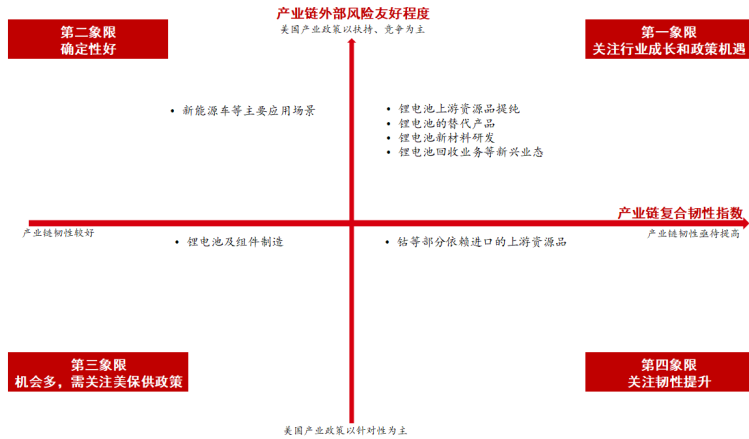 产业链外部风险友好程度
美国产业政策以扶持、竞争为主
第二象限
确定性好
第一象限
关注行业成长和政策机遇
• 新能源车等主要应用场景
• 锂电池上游资源品提纯
• 锂电池的替代产品
• 锂电池新材料研发
• 锂电池回收业务等新兴业态
产业链复合韧性指数
产业链韧性较好
产业链韧性亟待提高
• 锂电池及组件制造
• 钴等部分依赖进口的上游资源品
第三象限
机会多，需关注美保供政策
第四象限
关注韧性提升
美国产业政策以针对性为主